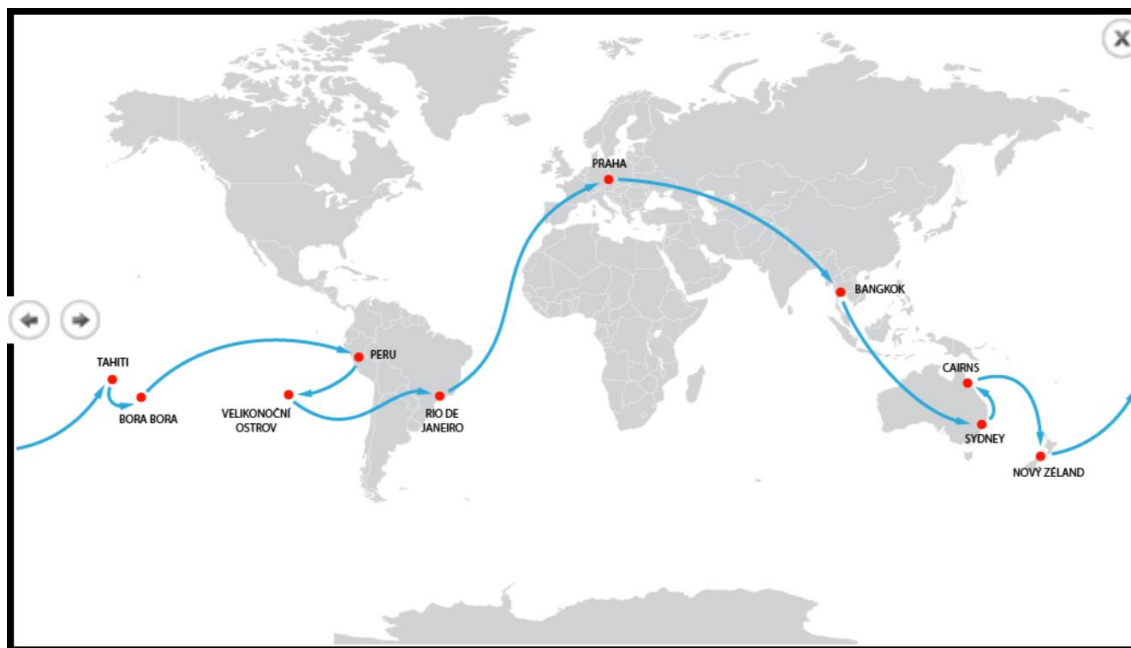 PRAHA
BANGKOK
PERU
TAHITI
CAIRNS
VELIKONOČNÍ
OSTROV
BORA BORA
RIO DE
JANEIRO
SYDNEY
NOVÝ ZÉLAND
X